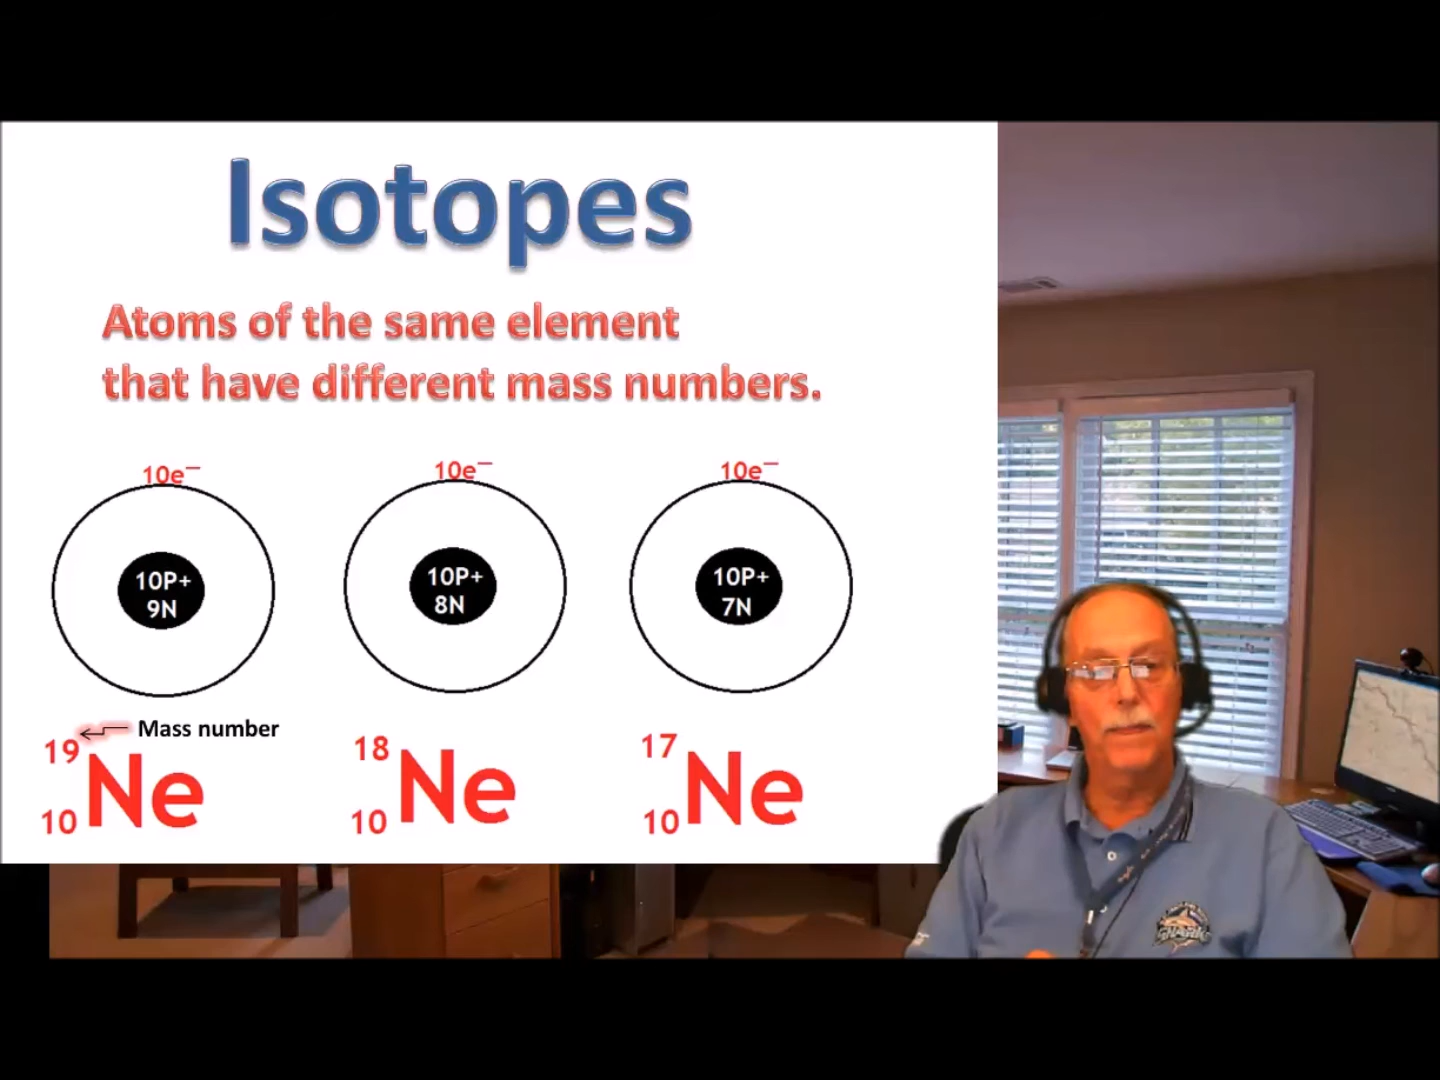 Isotopes
Atoms of the same element
that have different mass numbers.
10e⁻ 10e⁻ 10e⁻
10P+ 10P+ 10P+
9N 8N 7N
Mass number
19 18 17
Ne Ne Ne
10 10 10